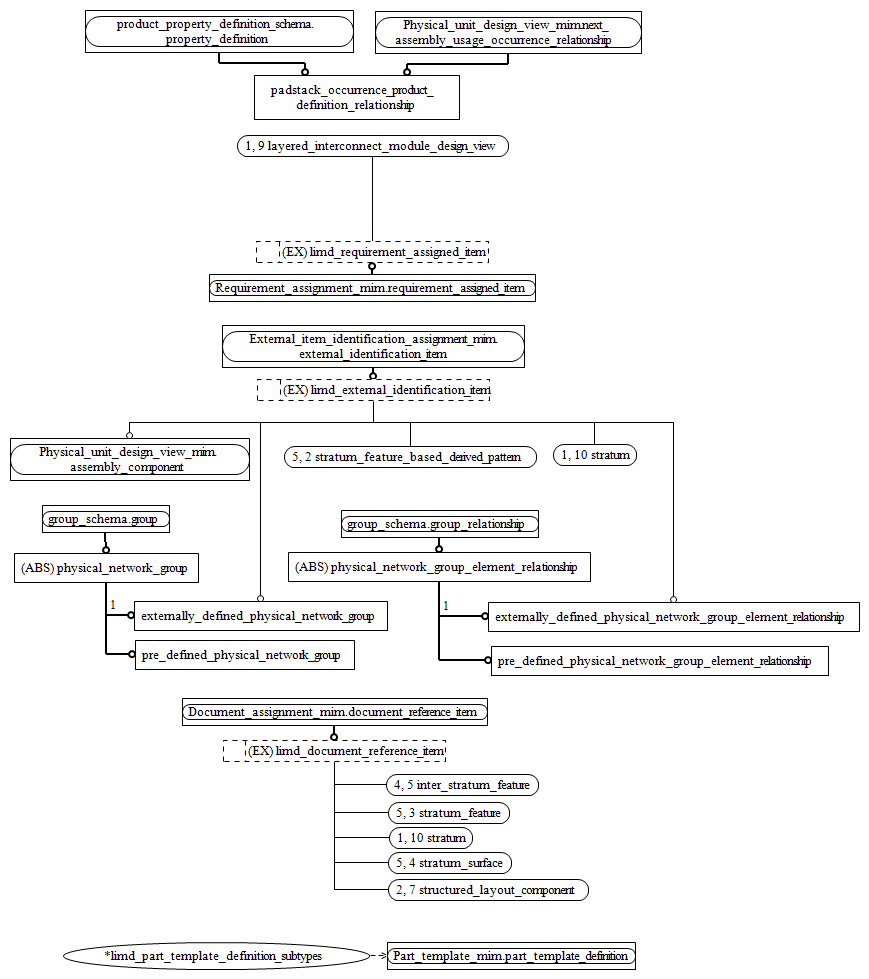 product_property_definition_schema.
property_definition
Physical_unit_design_view_mim.next_
assembly_usage_occurrence_relationship
padstack_occurrence_product_
definition_relationship
1, 9 layered_interconnect_module_design_view
(EX) limd_requirement_assigned_item
Requirement_assignment_mim.requirement_assigned_item
External_item_identification_assignment_mim.
external_identification_item
(EX) limd_external_identification_item
Physical_unit_design_view_mim.
assembly_component
5, 2 stratum_feature_based_derived_pattern
1, 10 stratum
group_schema.group
group_schema.group_relationship
(ABS) physical_network_group
(ABS) physical_network_group_element_relationship
1
externally_defined_physical_network_group
1
externally_defined_physical_network_group_element_relationship
pre_defined_physical_network_group
pre_defined_physical_network_group_element_relationship
Document_assignment_mim.document_reference_item
(EX) limd_document_reference_item
4, 5 inter_stratum_feature
5, 3 stratum_feature
1, 10 stratum
5, 4 stratum_surface
2, 7 structured_layout_component
*limd_part_template_definition_subtypes
Part_template_mim.part_template_definition